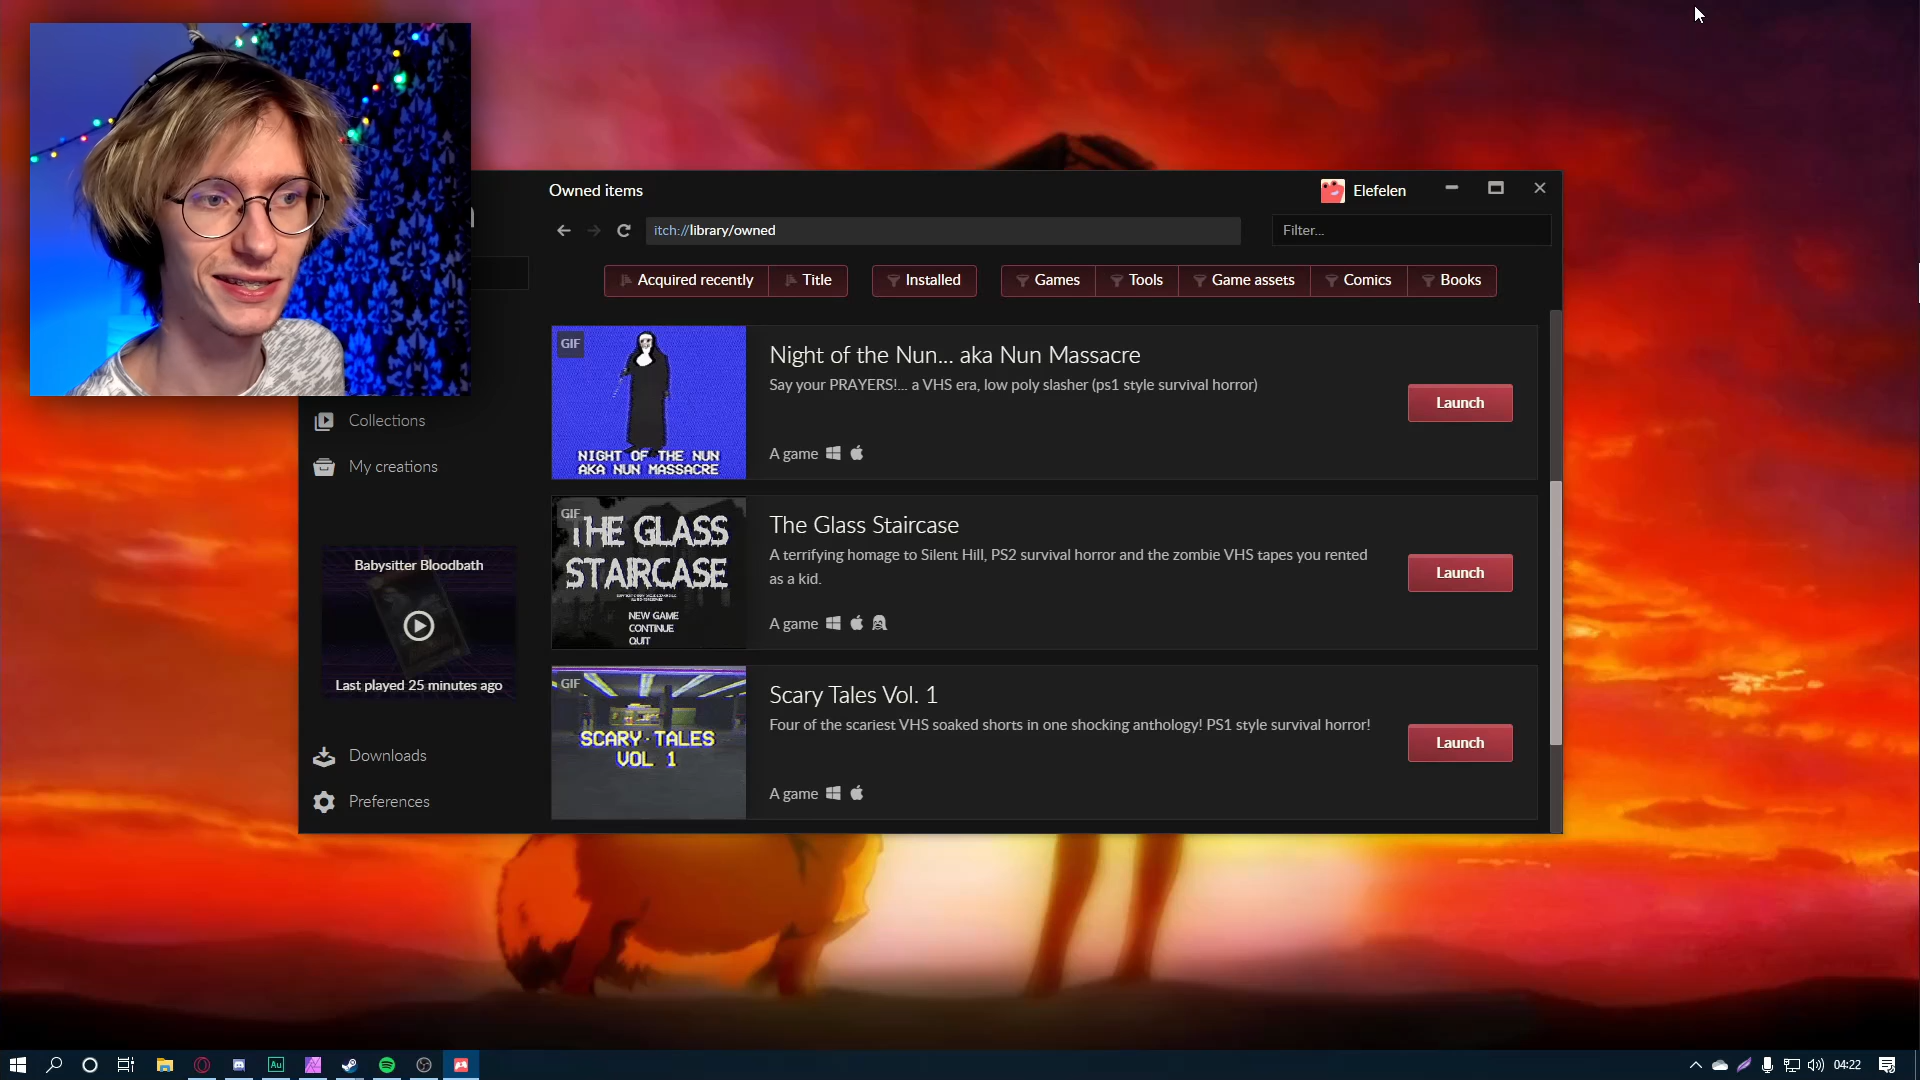 Owned items
Elefelen
itch://library/owned
Filter...
Acquired recently
Title
Installed
Games
Tools
Game assets
Comics
Books
Collections
My creations
Babysitter Bloodbath
Last played 25 minutes ago
Downloads
Preferences
GIF
NIGHT OF THE NUN
AKA NUN MASSACRE
Night of the Nun... aka Nun Massacre
Say your PRAYERS!... a VHS era, low poly slasher (ps1 style survival horror)
A game
Launch
GIF
THE GLASS
STAIRCASE
NEW GAME
CONTINUE
QUIT
The Glass Staircase
A terrifying homage to Silent Hill, PS2 survival horror and the zombie VHS tapes you rented
as a kid.
A game
Launch
GIF
SCARY TALES
VOL 1
Scary Tales Vol. 1
Four of the scariest VHS soaked shorts in one shocking anthology! PS1 style survival horror!
A game
Launch
Au
04:22